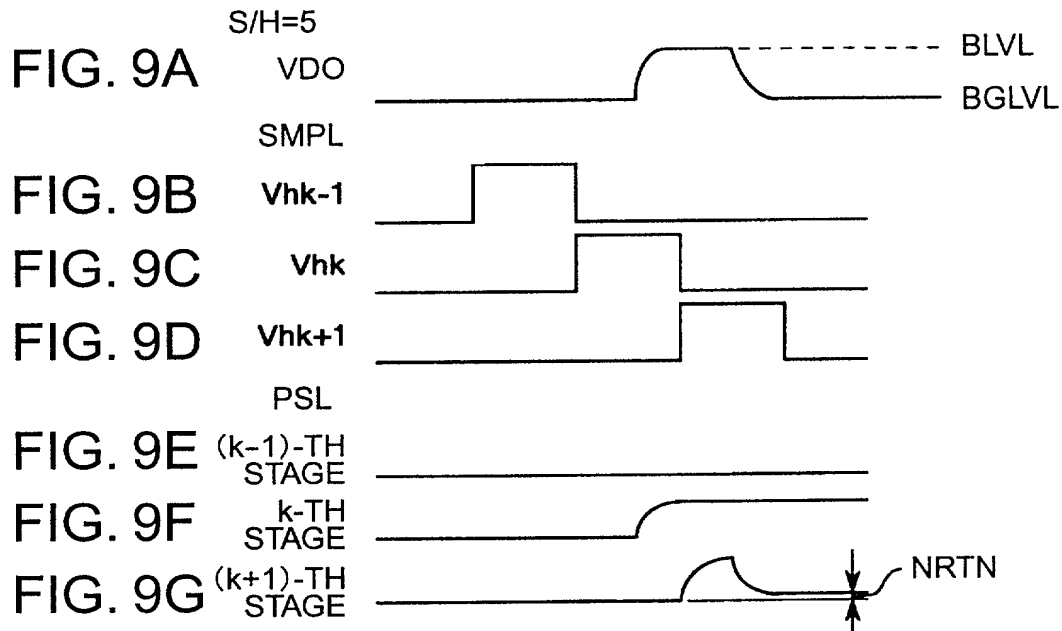 S/H=5
FIG. 9A VDO BLVL
BGLVL
SMPL
FIG. 9B Vhk-1
FIG. 9C Vhk
FIG. 9D Vhk+1
PSL
FIG. 9E (k-1)-TH STAGE
FIG. 9F k-TH STAGE
FIG. 9G (k+1)-TH STAGE NRTN